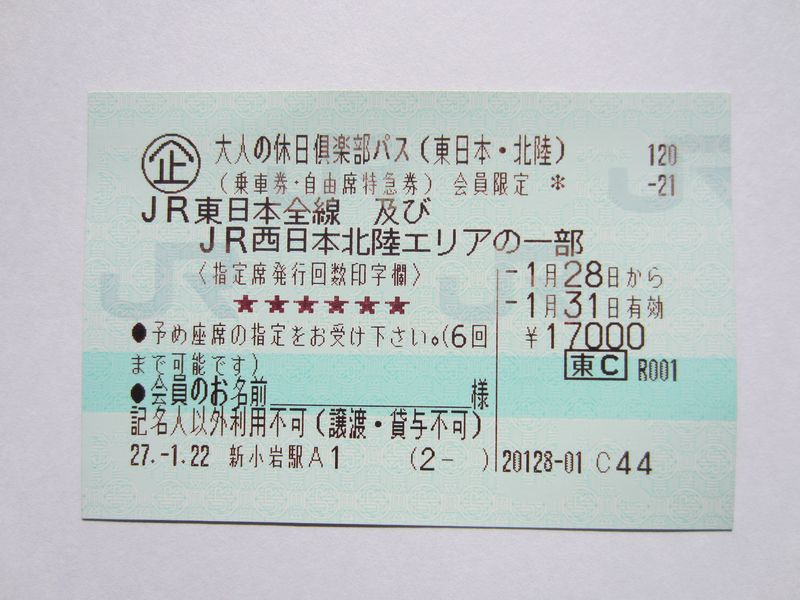 企 大人の休日倶楽部パス(東日本・北陸) 120
(乗車券・自由席特急券) 会員限定 * -21
JR東日本全線 及び
JR西日本北陸エリアの一部
〈指定席発行回数印字欄〉 -1月28日から
★★★★★★ -1月31日有効
●予め座席の指定をお受け下さい。(6回 ¥17000
まで可能です) 東C R001
●会員のお名前__________様
記名人以外利用不可(譲渡・貸与不可)
27.-1.22 新小岩駅A1 (2- ) 20128-01 C44